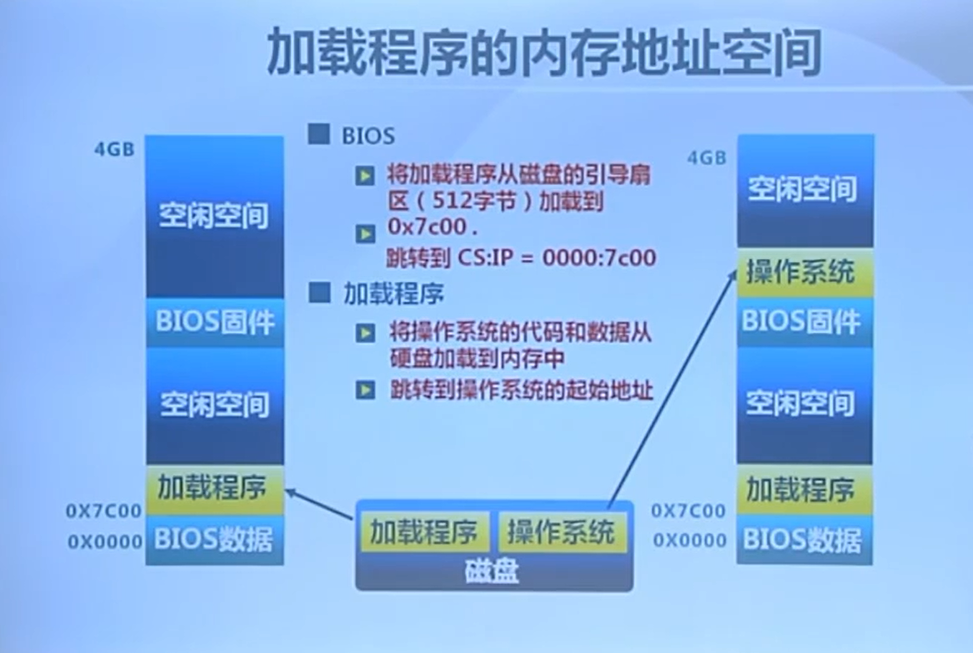 加载程序的内存地址空间
4GB
空闲空间
BIOS固件
空闲空间
加载程序
0X7C00
0X0000
BIOS数据
BIOS
将加载程序从磁盘的引导扇
区（512字节）加载到
0x7c00 .
跳转到 CS:IP = 0000:7c00
加载程序
将操作系统的代码和数据从
硬盘加载到内存中
跳转到操作系统的起始地址
加载程序
操作系统
磁盘
4GB
空闲空间
操作系统
BIOS固件
空闲空间
加载程序
0X7C00
0X0000
BIOS数据